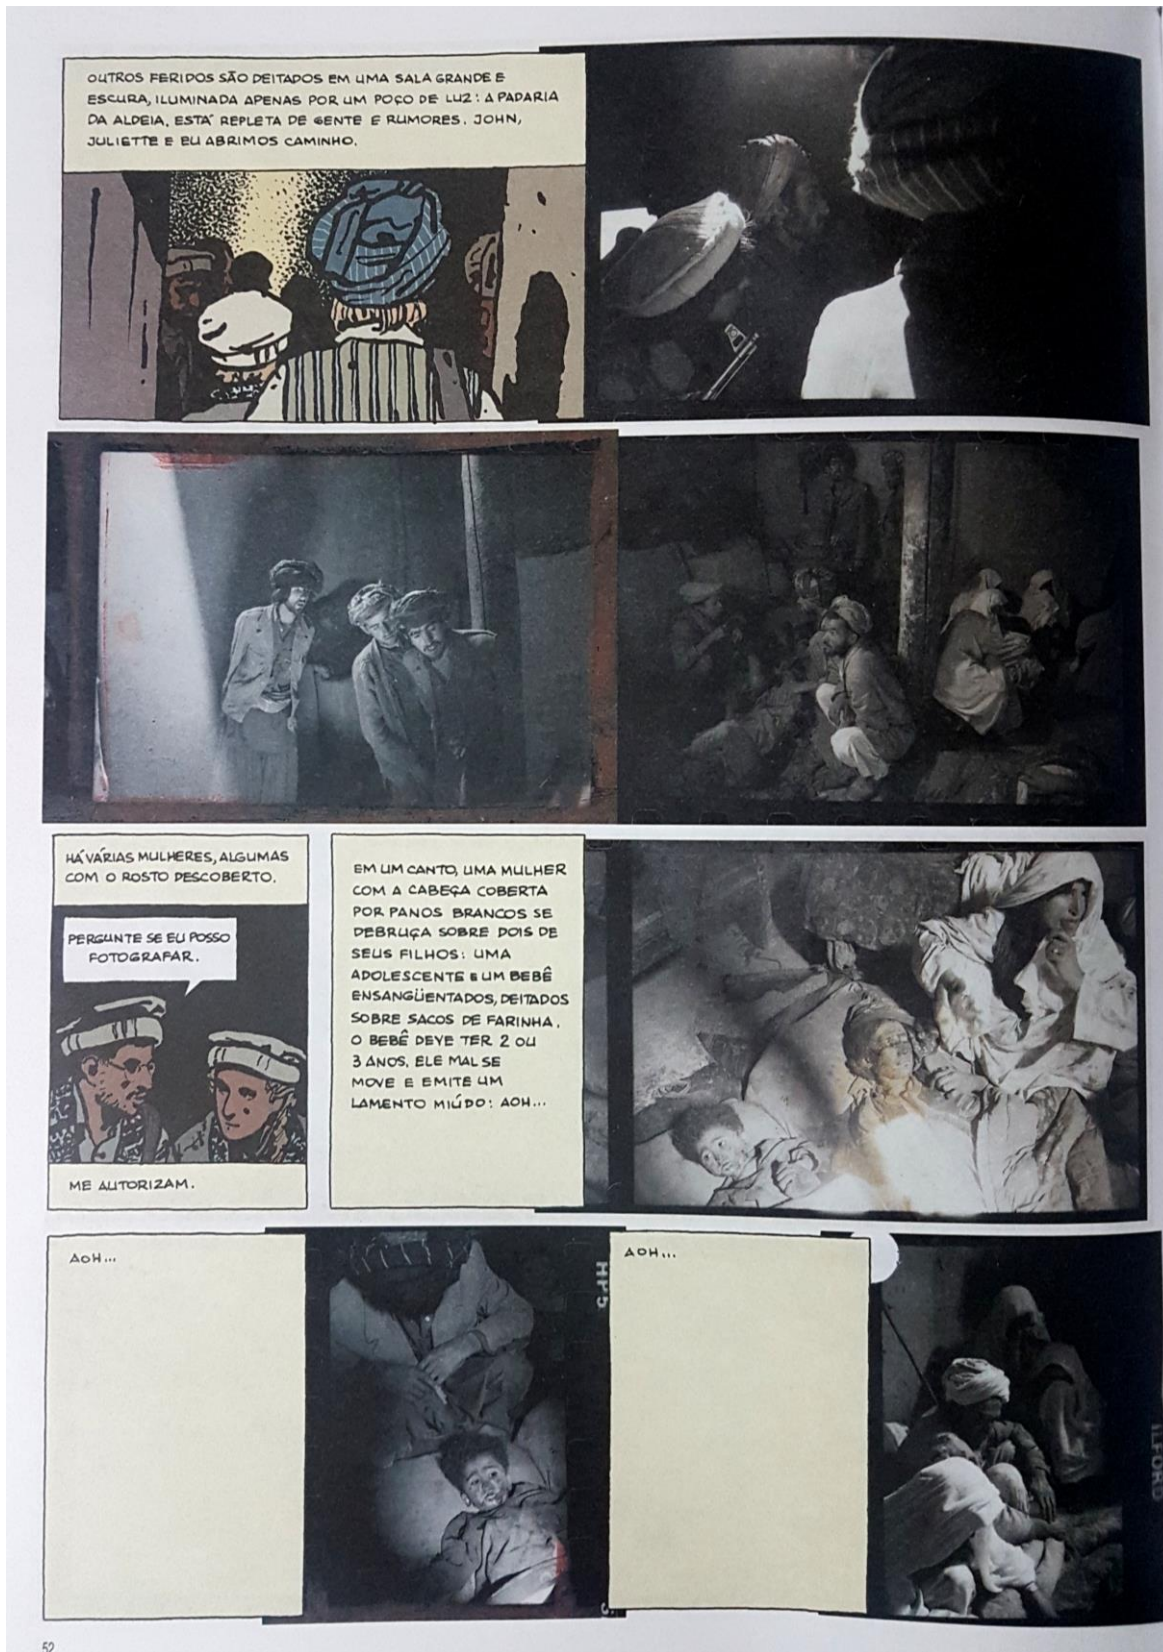 OUTROS FERIDOS SÃO DEITADOS EM UMA SALA GRANDE E
ESCURA, ILUMINADA APENAS POR UM POÇO DE LUZ: A PADARIA
DA ALDEIA. ESTÁ REPLETA DE GENTE E RUMORES. JOHN,
JULIETTE E EU ABRIMOS CAMINHO.
HÁ VÁRIAS MULHERES, ALGUMAS
COM O ROSTO DESCOBERTO.
PERGUNTE SE EU POSSO
FOTOGRAFAR.
ME AUTORIZAM.
EM UM CANTO, UMA MULHER
COM A CABEÇA COBERTA
POR PANOS BRANCOS SE
DEBRUÇA SOBRE DOIS DE
SEUS FILHOS: UMA
ADOLESCENTE E UM BEBÊ
ENSANGÜENTADOS, DEITADOS
SOBRE SACOS DE FARINHA.
O BEBÊ DEVE TER 2 OU
3 ANOS. ELE MAL SE
MOVE E EMITE UM
LAMENTO MIÚDO: AOH...
AOH...
HP5
AOH...
ILFORD
52